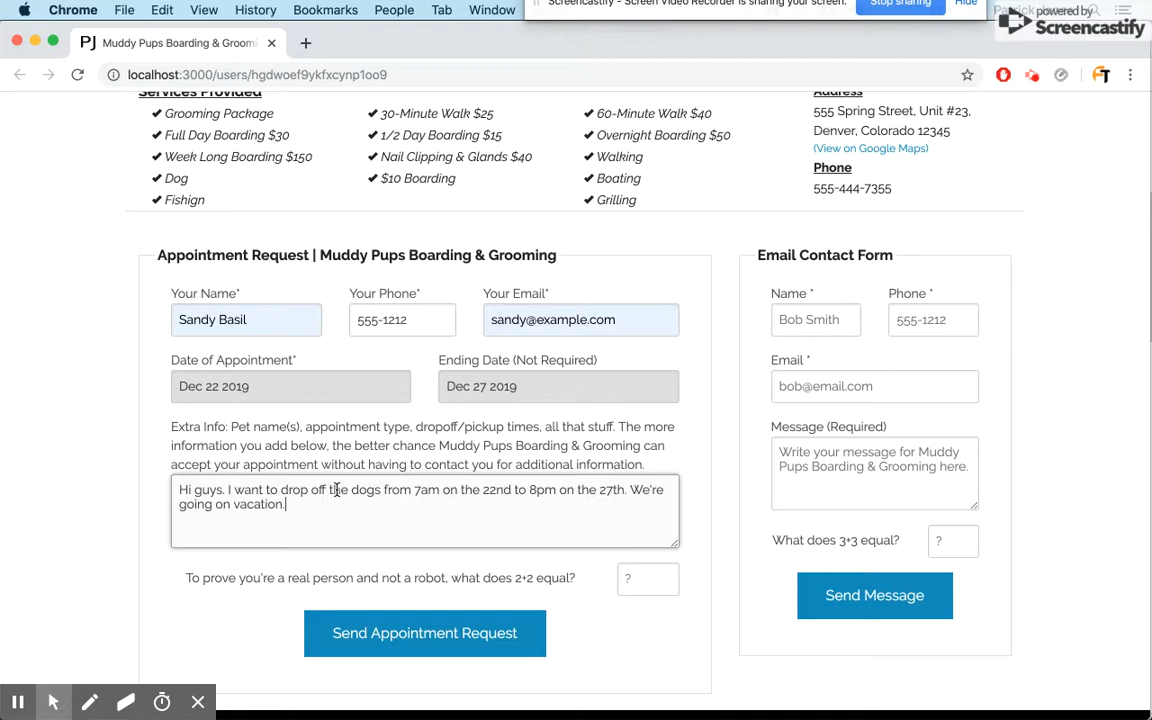 Chrome File Edit View History Bookmarks People Tab Window
Screencastify - Screen Video Recorder is sharing your screen. Stop sharing Hide
powered by
Screencastify
PJ Muddy Pups Boarding & Groomi
localhost:3000/users/hgdwoef9ykfxcynp1oo9
Services Provided
Grooming Package 30-Minute Walk $25 60-Minute Walk $40
Full Day Boarding $30 1/2 Day Boarding $15 Overnight Boarding $50
Week Long Boarding $150 Nail Clipping & Glands $40 Walking
Dog $10 Boarding Boating
Fishign Grilling
Address
555 Spring Street, Unit #23,
Denver, Colorado 12345
(View on Google Maps)
Phone
555-444-7355
Appointment Request | Muddy Pups Boarding & Grooming
Your Name* Your Phone* Your Email*
Sandy Basil 555-1212 sandy@example.com
Date of Appointment* Ending Date (Not Required)
Dec 22 2019 Dec 27 2019
Extra Info: Pet name(s), appointment type, dropoff/pickup times, all that stuff. The more
information you add below, the better chance Muddy Pups Boarding & Grooming can
accept your appointment without having to contact you for additional information.
Hi guys. I want to drop off the dogs from 7am on the 22nd to 8pm on the 27th. We're
going on vacation.
To prove you're a real person and not a robot, what does 2+2 equal? ?
Send Appointment Request
Email Contact Form
Name * Phone *
Bob Smith 555-1212
Email *
bob@email.com
Message (Required)
Write your message for Muddy
Pups Boarding & Grooming here.
What does 3+3 equal? ?
Send Message